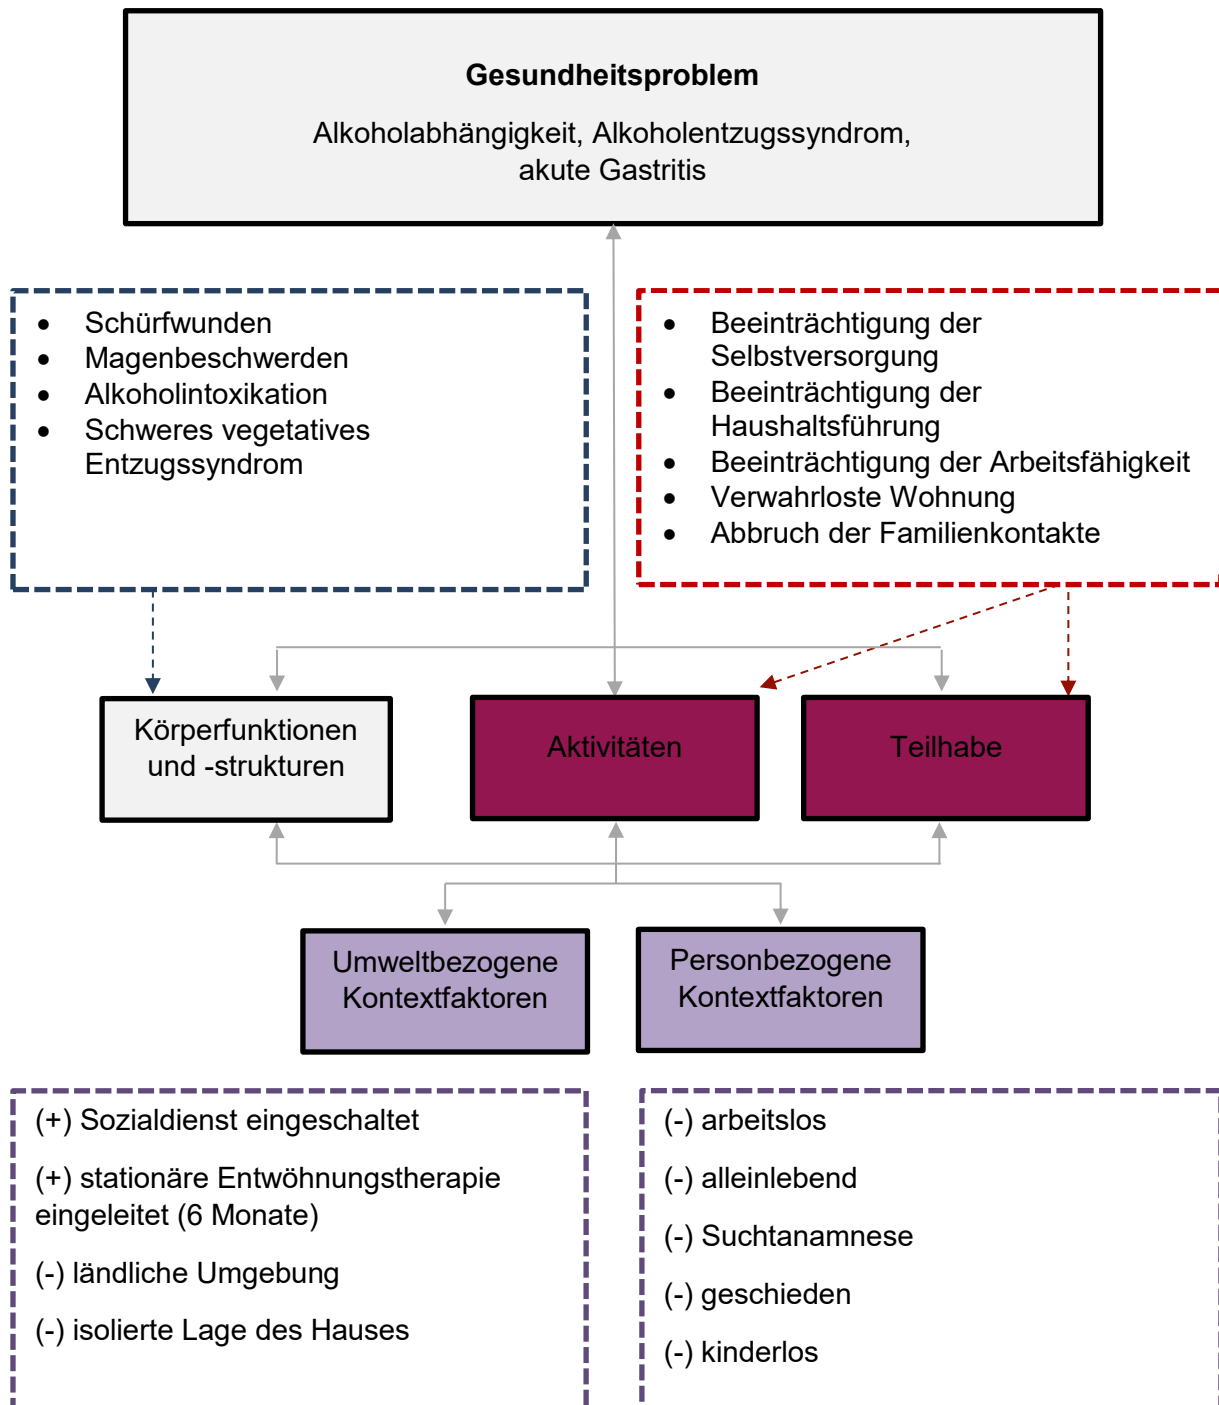 Gesundheitsproblem
Alkoholabhängigkeit, Alkoholentzugssyndrom,
akute Gastritis
• Schürfwunden
• Magenbeschwerden
• Alkoholintoxikation
• Schweres vegetatives
Entzugssyndrom
• Beeinträchtigung der
Selbstversorgung
• Beeinträchtigung der
Haushaltsführung
• Beeinträchtigung der Arbeitsfähigkeit
• Verwahrloste Wohnung
• Abbruch der Familienkontakte
Körperfunktionen
und -strukturen
Aktivitäten
Teilhabe
Umweltbezogene
Kontextfaktoren
Personbezogene
Kontextfaktoren
(+) Sozialdienst eingeschaltet
(+) stationäre Entwöhnungstherapie
eingeleitet (6 Monate)
(-) ländliche Umgebung
(-) isolierte Lage des Hauses
(-) arbeitslos
(-) alleinlebend
(-) Suchtanamnese
(-) geschieden
(-) kinderlos